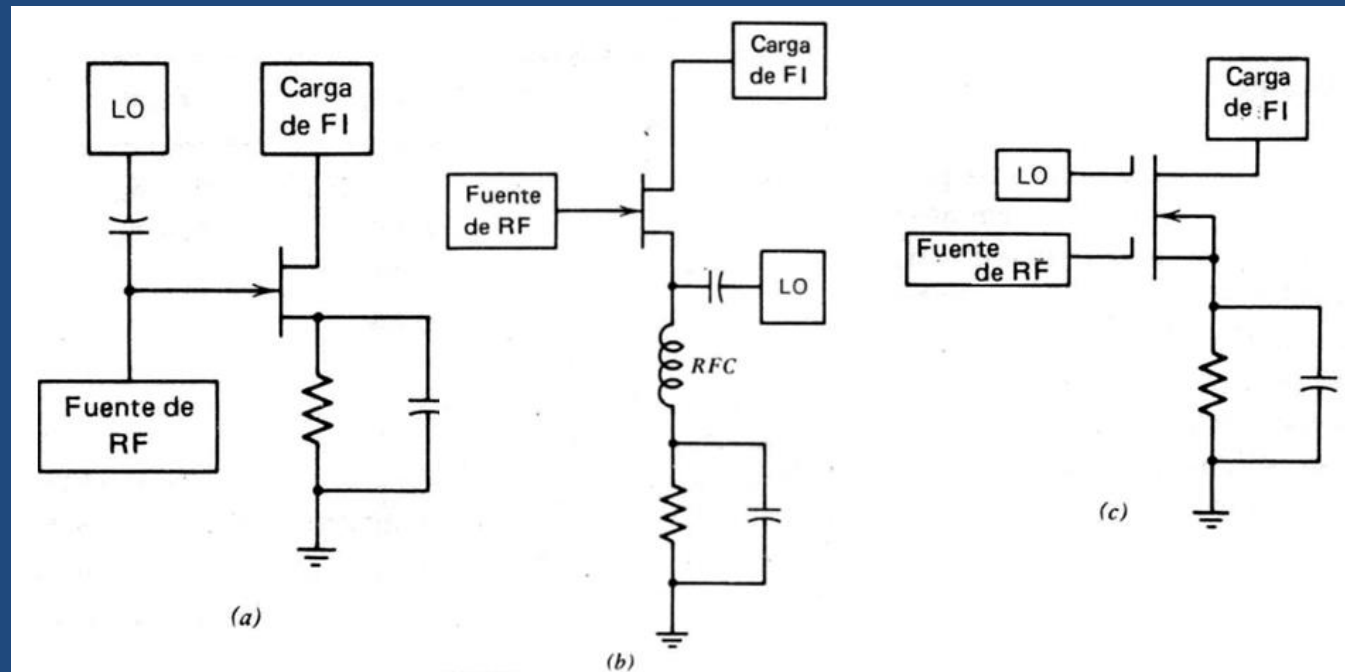 LO
Carga
de FI
Fuente de
RF
(a)
Carga
de FI
Fuente
de RF
LO
RFC
(b)
Carga
de FI
LO
Fuente
de RF
(c)